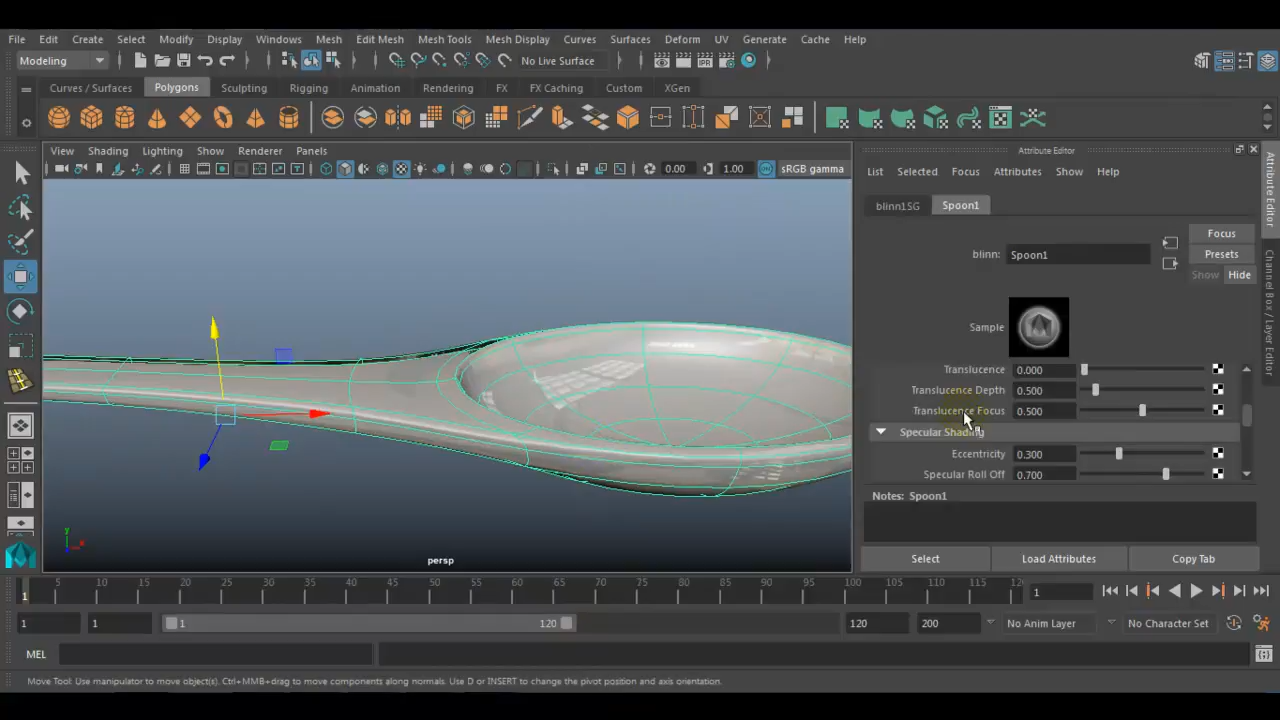 File Edit Create Select Modify Display Windows Mesh Edit Mesh Mesh Tools Mesh Display Curves Surfaces Deform UV Generate Cache Help
Modeling No Live Surface
Curves / Surfaces Polygons Sculpting Rigging Animation Rendering FX FX Caching Custom XGen
View Shading Lighting Show Renderer Panels
0.00 1.00 sRGB gamma
persp
Attribute Editor
List Selected Focus Attributes Show Help
blinn1SG Spoon1
Focus
blinn: Spoon1 Presets
Show Hide
Sample
Translucence 0.000
Translucence Depth 0.500
Translucence Focus 0.500
Specular Shading
Eccentricity 0.300
Specular Roll Off 0.700
Notes: Spoon1
Select Load Attributes Copy Tab
Attribute Editor
Channel Box / Layer Editor
1 5 10 15 20 25 30 35 40 45 50 55 60 65 70 75 80 85 90 95 100 105 110 115 12 1
1 1 1 120 120 200 No Anim Layer No Character Set
MEL
Move Tool: Use manipulator to move object(s). Ctrl+MMB+drag to move components along normals. Use D or INSERT to change the pivot position and axis orientation.